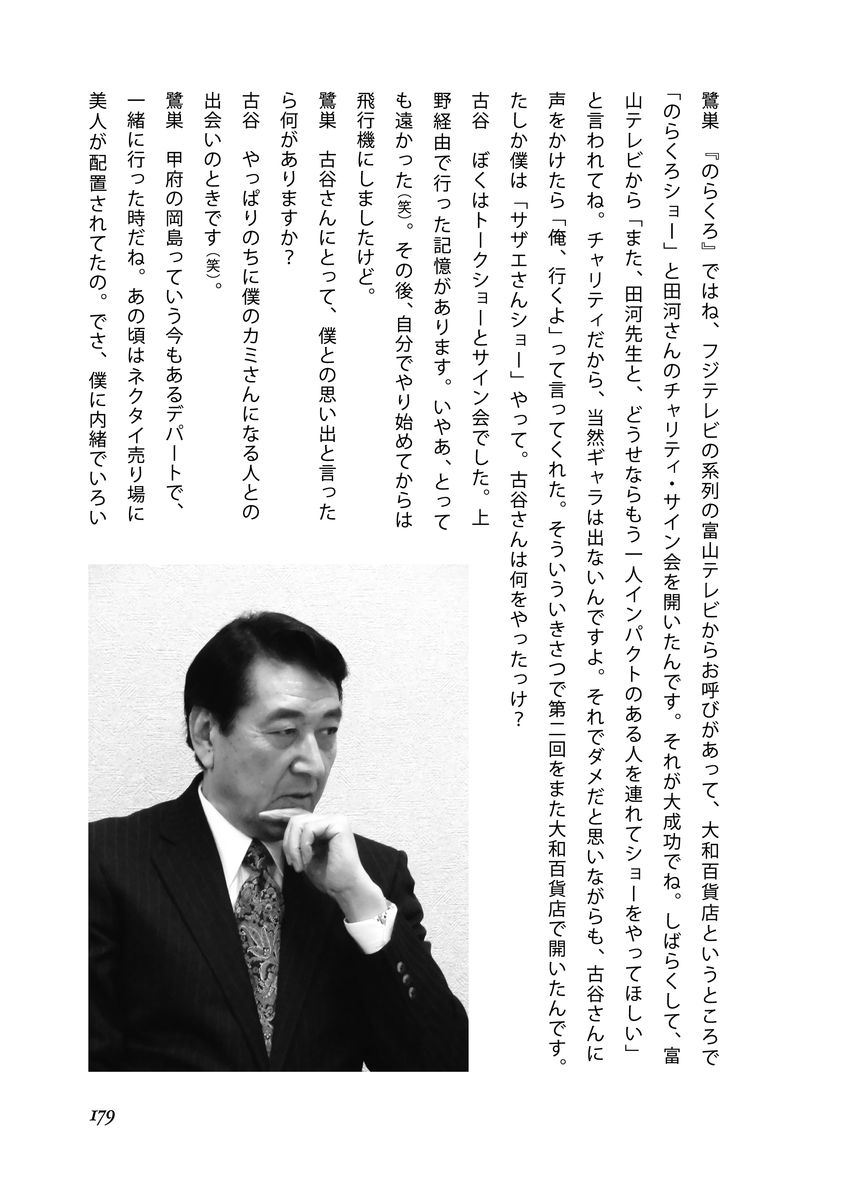 鷺巣　『のらくろ』ではね、フジテレビの系列の富山テレビからお呼びがあって、大和百貨店というところで
「のらくろショー」と田河さんのチャリティ・サイン会を開いたんです。それが大成功でね。しばらくして、富
山テレビから「また、田河先生と、どうせならもう一人インパクトのある人を連れてショーをやってほしい」
と言われてね。チャリティだから、当然ギャラは出ないんですよ。それでダメだと思いながらも、古谷さんに
声をかけたら「俺、行くよ」って言ってくれた。そういういきさつで第二回をまた大和百貨店で開いたんです。
たしか僕は「サザエさんショー」やって。古谷さんは何をやったっけ？
古谷　ぼくはトークショーとサイン会でした。上
野経由で行った記憶があります。いやあ、とって
も遠かった（笑）。その後、自分でやり始めてからは
飛行機にしましたけど。
鷺巣　古谷さんにとって、僕との思い出と言った
ら何がありますか？
古谷　やっぱりのちに僕のカミさんになる人との
出会いのときです（笑）。
鷺巣　甲府の岡島っていう今もあるデパートで、
一緒に行った時だね。あの頃はネクタイ売り場に
美人が配置されてたの。でさ、僕に内緒でいろい
179